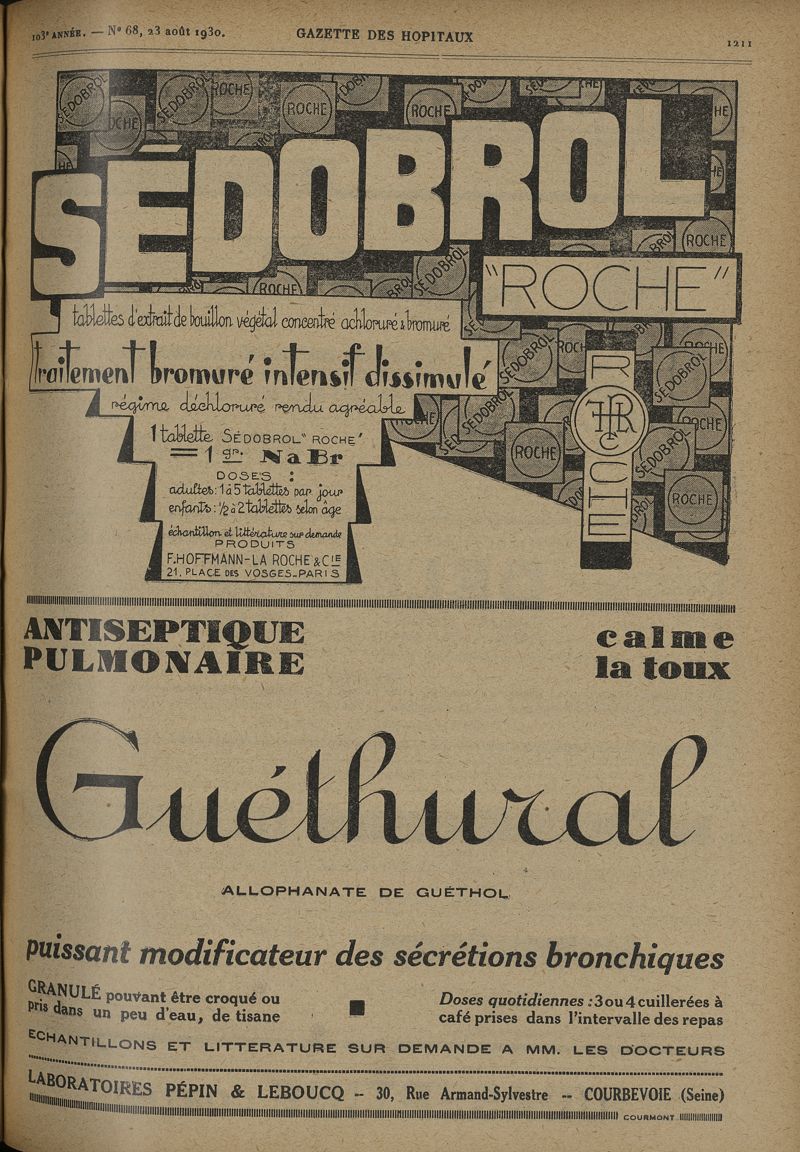 103ᵉ ANNÉE. — Nº 68, 23 août 1930.
GAZETTE DES HOPITAUX
1211
SÉDOBROL
"ROCHE"
tablettes d'extrait de bouillon végétal concentré achloruré & bromuré
traitement bromuré intensif dissimulé
régime déchloruré rendu agréable
1 tablette SÉDOBROL "ROCHE"
= 1 gr. NaBr
DOSES :
adultes : 1 à 5 tablettes par jour
enfants : ½ à 2 tablettes selon âge
échantillon et littérature sur demande
PRODUITS
F. HOFFMANN-LA ROCHE & Cie
21, PLACE DES VOSGES_PARIS
ROCHE
ANTISEPTIQUE
PULMONAIRE
calme
la toux
Guéthural
ALLOPHANATE DE GUÉTHOL
puissant modificateur des sécrétions bronchiques
GRANULÉ pouvant être croqué ou
pris dans un peu d'eau, de tisane
Doses quotidiennes : 3 ou 4 cuillerées à
café prises dans l'intervalle des repas
ECHANTILLONS ET LITTERATURE SUR DEMANDE A MM. LES DOCTEURS
LABORATOIRES PÉPIN & LEBOUCQ -- 30, Rue Armand-Sylvestre -- COURBEVOIE (Seine)
COURMONT